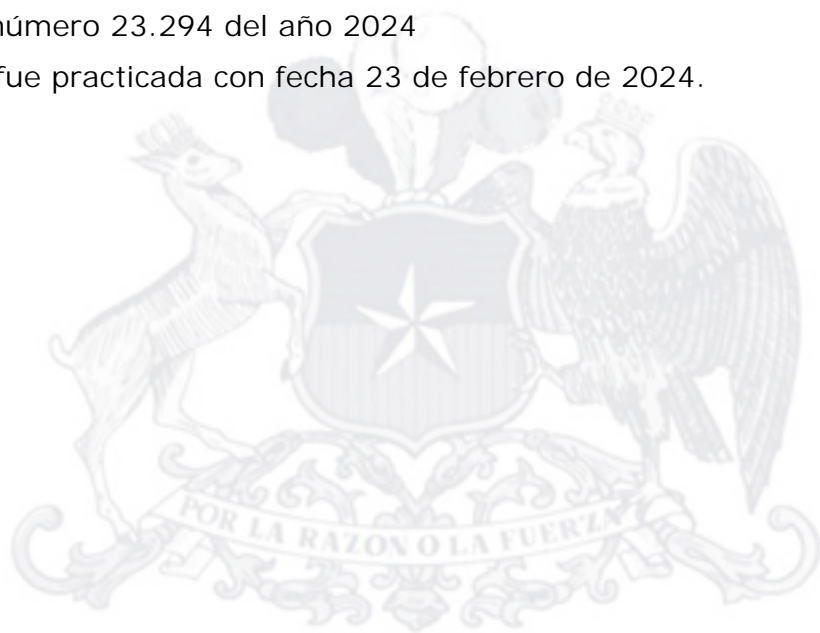 número 23.294 del año 2024
fue practicada con fecha 23 de febrero de 2024.
POR LA RAZON O LA FUERZA